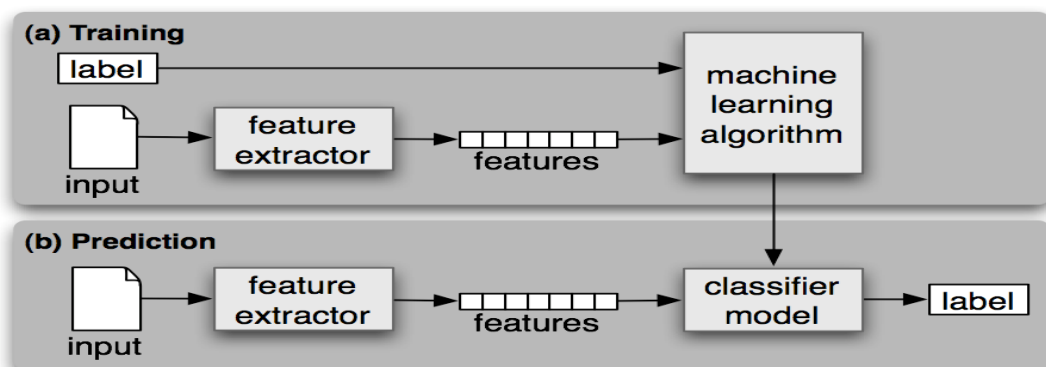 (a) Training
label
machine
learning
algorithm
feature
extractor
features
input
(b) Prediction
feature
extractor
features
input
classifier
model
label